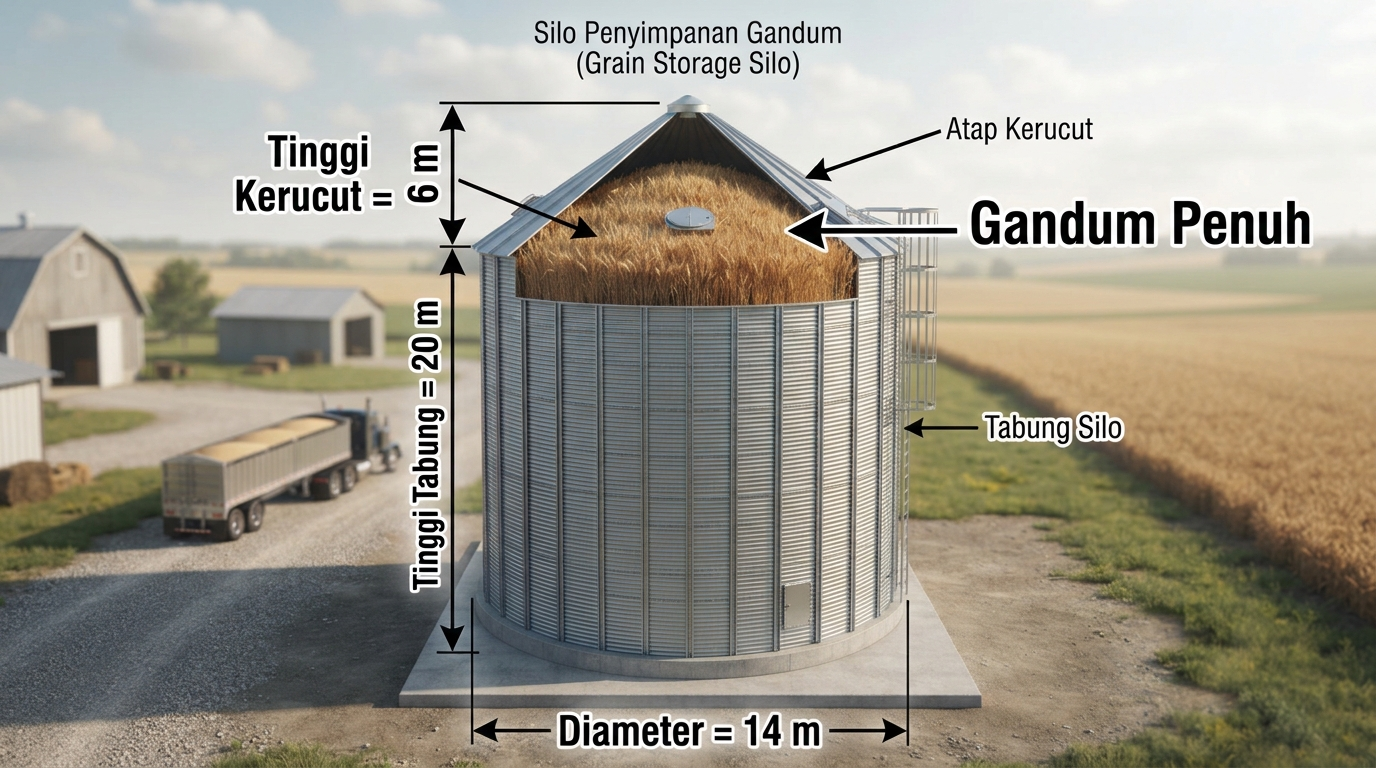 Silo Penyimpanan Gandum
(Grain Storage Silo)
Atap Kerucut
Tinggi
Kerucut = 6 m
Gandum Penuh
Tinggi Tabung = 20 m
Tabung Silo
Diameter = 14 m